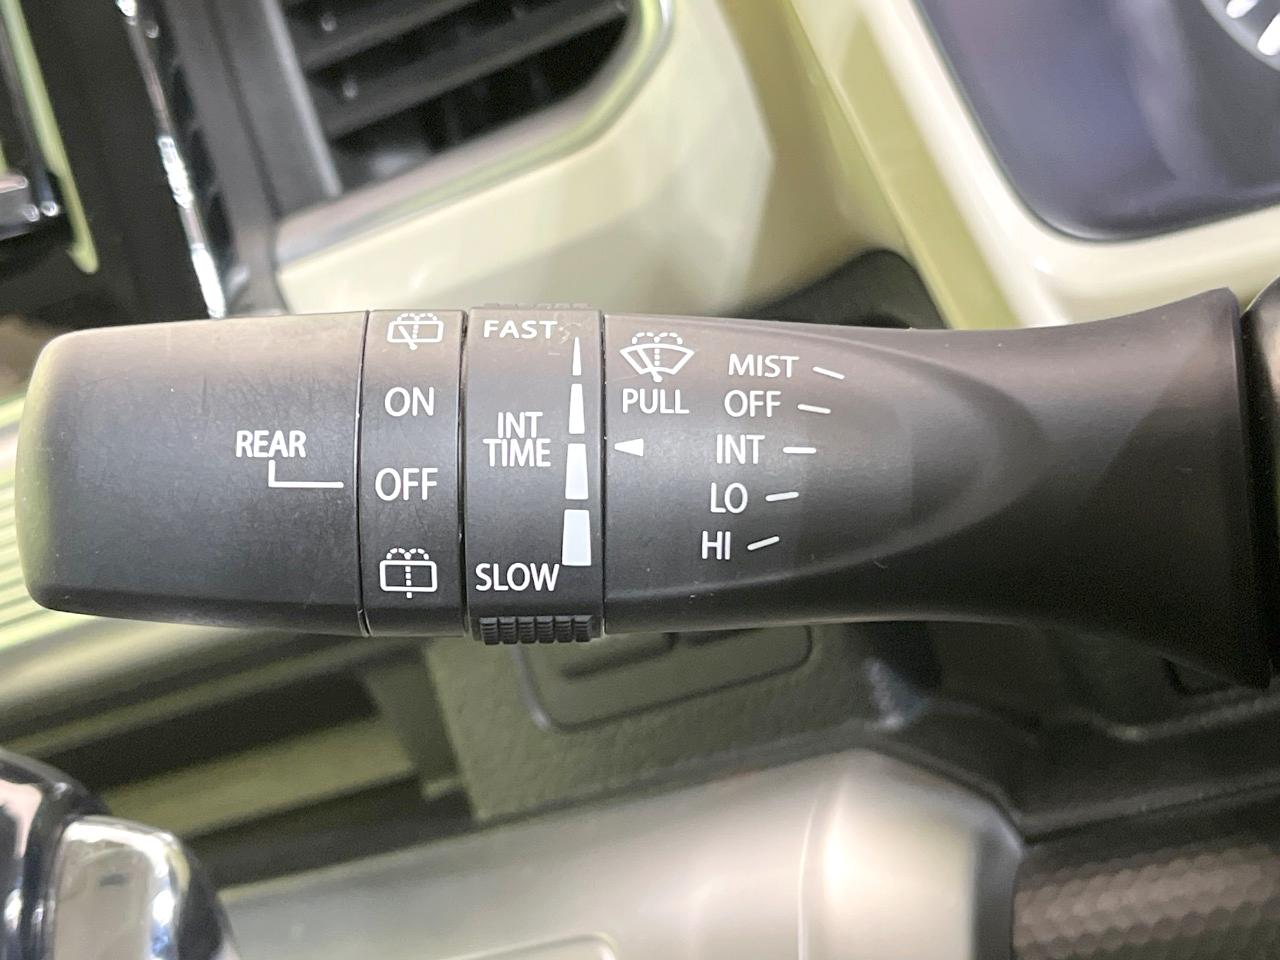 REAR
ON
OFF
FAST
INT
TIME
SLOW
PULL
MIST
OFF
INT
LO
HI